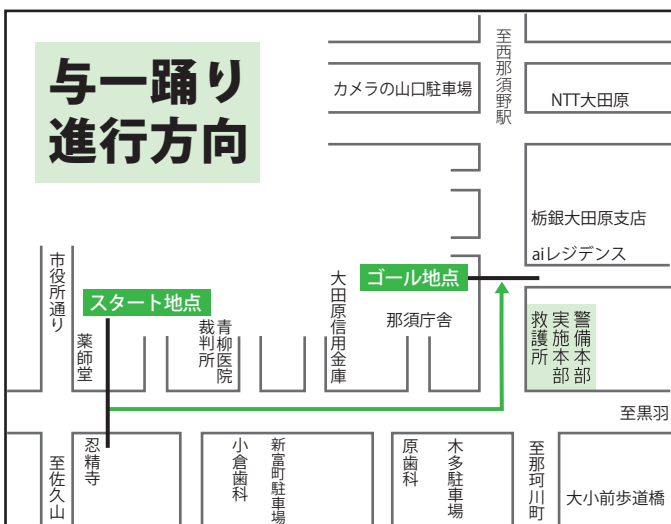 与一踊り
進行方向
至西那須野駅
カメラの山口駐車場
NTT大田原
栃銀大田原支店
aiレジデンス
市役所通り
スタート地点
ゴール地点
薬師堂
裁判所
青柳医院
大田原信用金庫
那須庁舎
救護所
実施本部
警備本部
至黒羽
至佐久山
忍精寺
小倉歯科
新富町駐車場
原歯科
木多駐車場
至那珂川町
大小前歩道橋